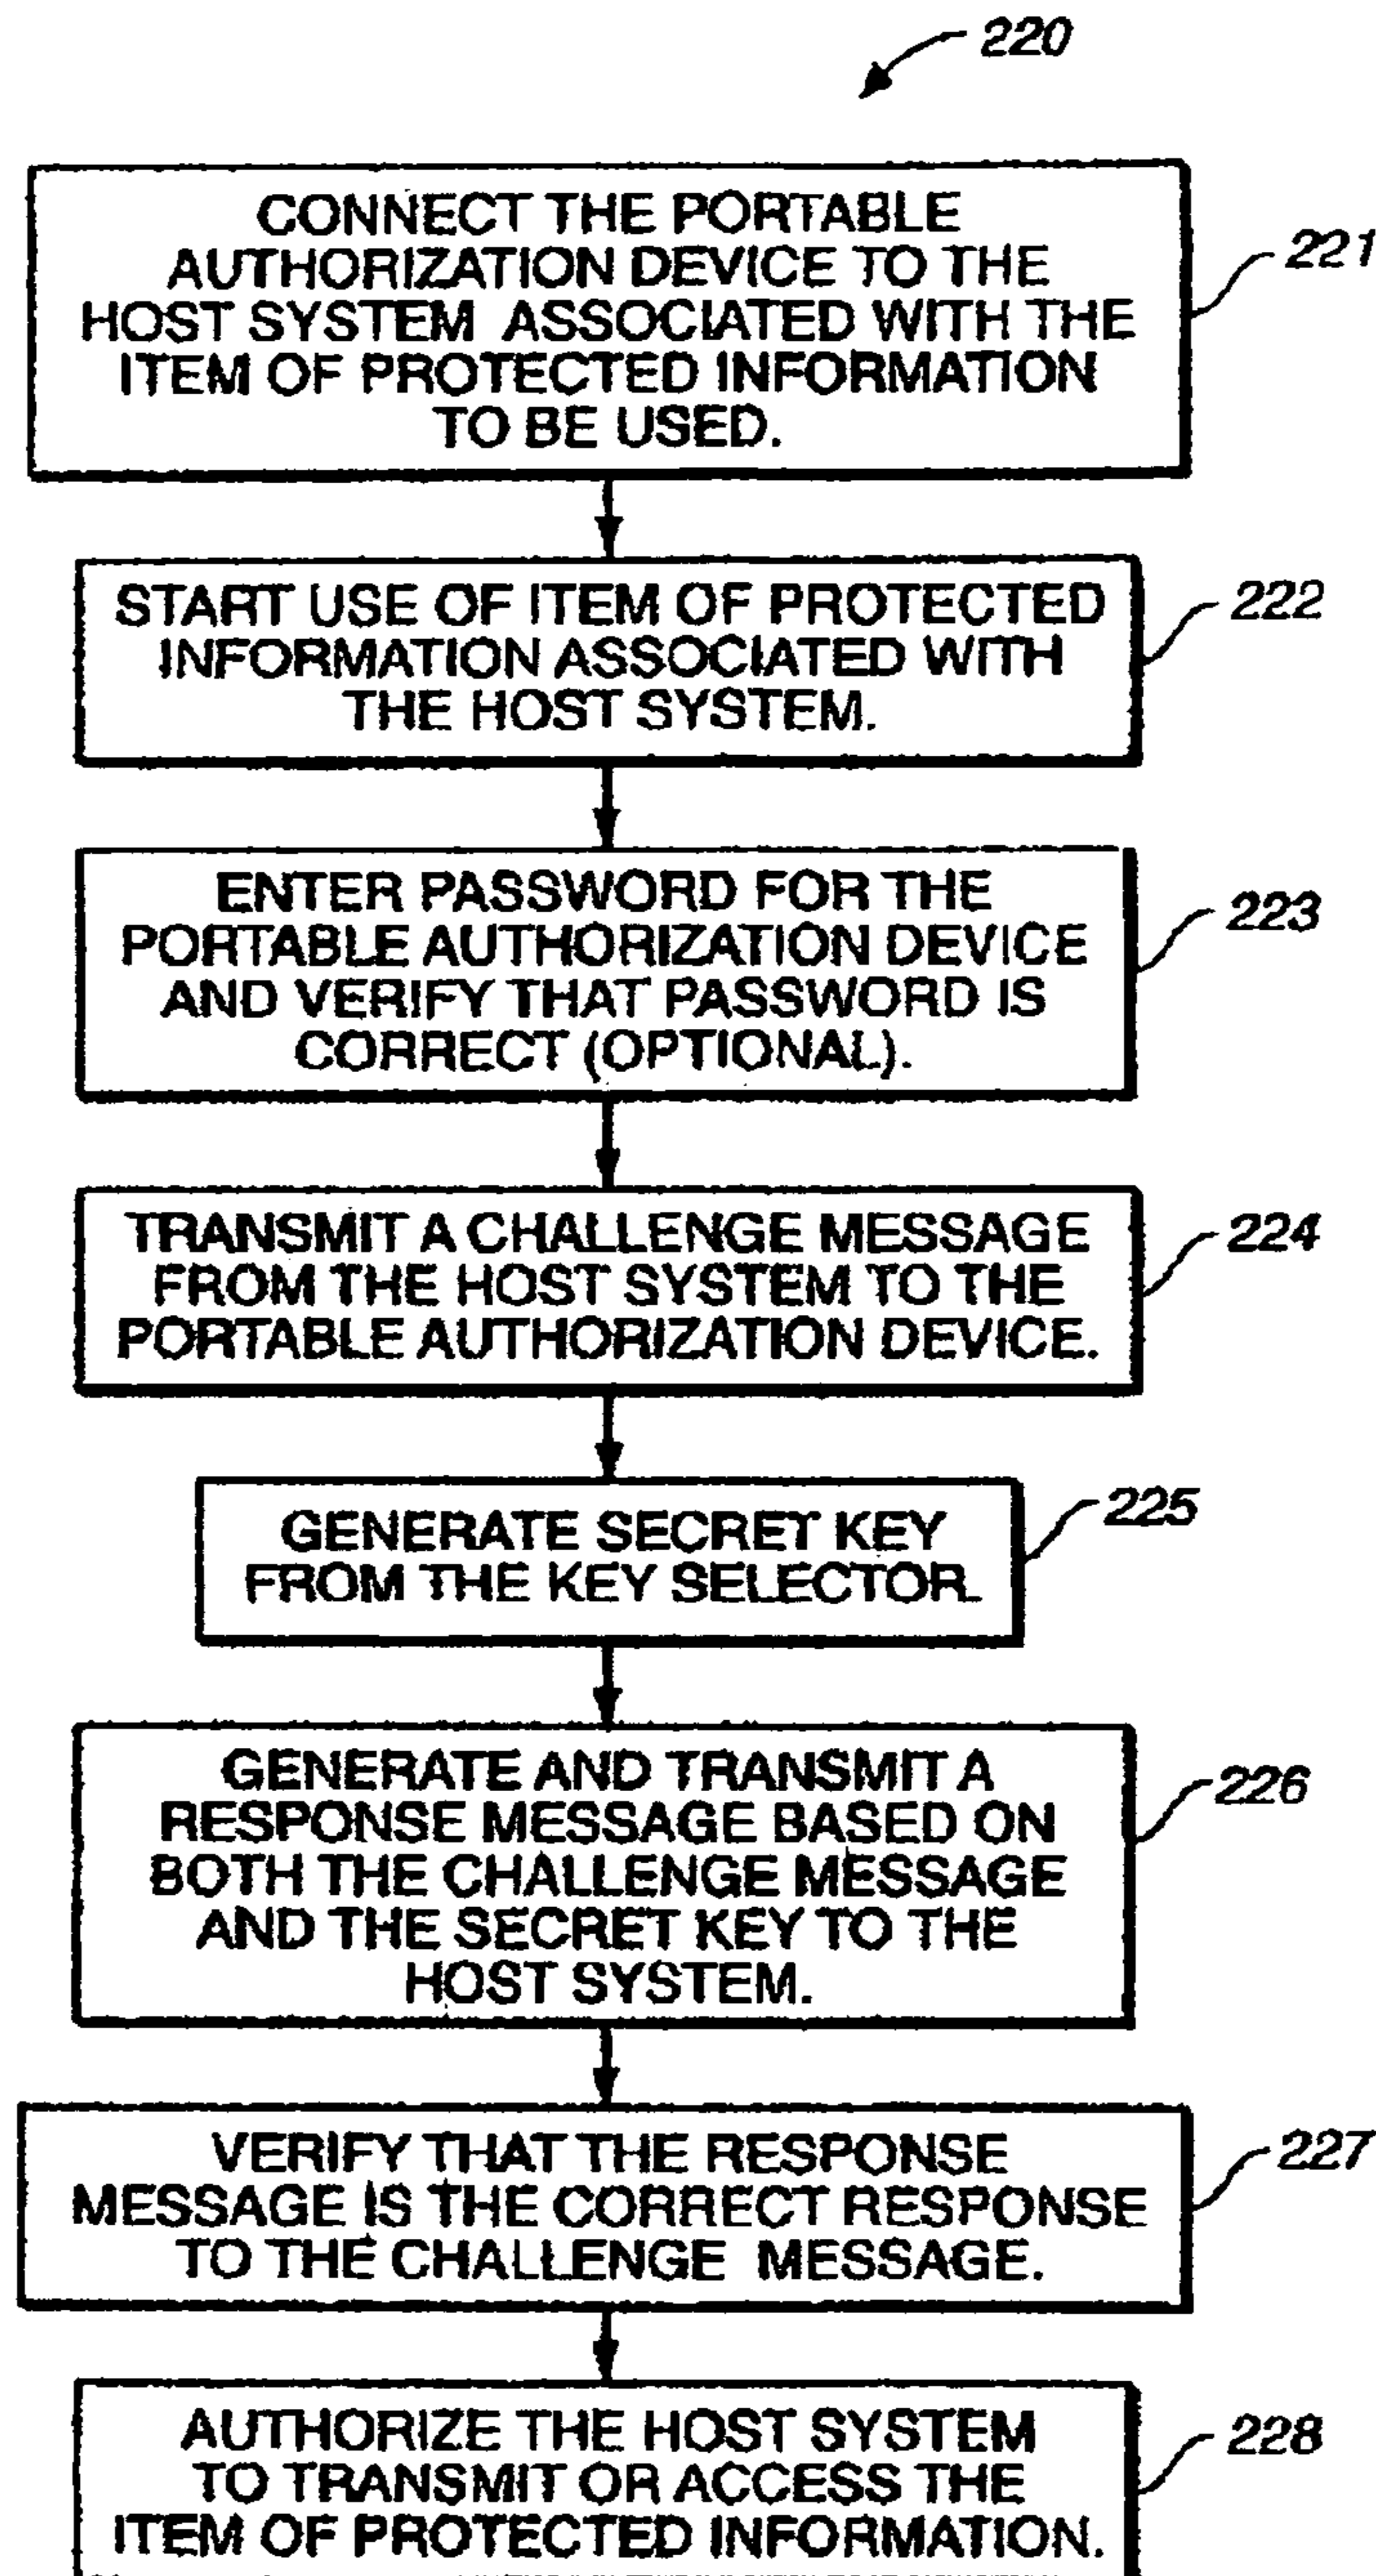 220
CONNECT THE PORTABLE
AUTHORIZATION DEVICE TO THE
HOST SYSTEM ASSOCIATED WITH THE
ITEM OF PROTECTED INFORMATION
TO BE USED.
221
START USE OF ITEM OF PROTECTED
INFORMATION ASSOCIATED WITH
THE HOST SYSTEM.
222
ENTER PASSWORD FOR THE
PORTABLE AUTHORIZATION DEVICE
AND VERIFY THAT PASSWORD IS
CORRECT (OPTIONAL).
223
TRANSMIT A CHALLENGE MESSAGE
FROM THE HOST SYSTEM TO THE
PORTABLE AUTHORIZATION DEVICE.
224
GENERATE SECRET KEY
FROM THE KEY SELECTOR.
225
GENERATE AND TRANSMIT A
RESPONSE MESSAGE BASED ON
BOTH THE CHALLENGE MESSAGE
AND THE SECRET KEY TO THE
HOST SYSTEM.
226
VERIFY THAT THE RESPONSE
MESSAGE IS THE CORRECT RESPONSE
TO THE CHALLENGE MESSAGE.
227
AUTHORIZE THE HOST SYSTEM
TO TRANSMIT OR ACCESS THE
ITEM OF PROTECTED INFORMATION.
228